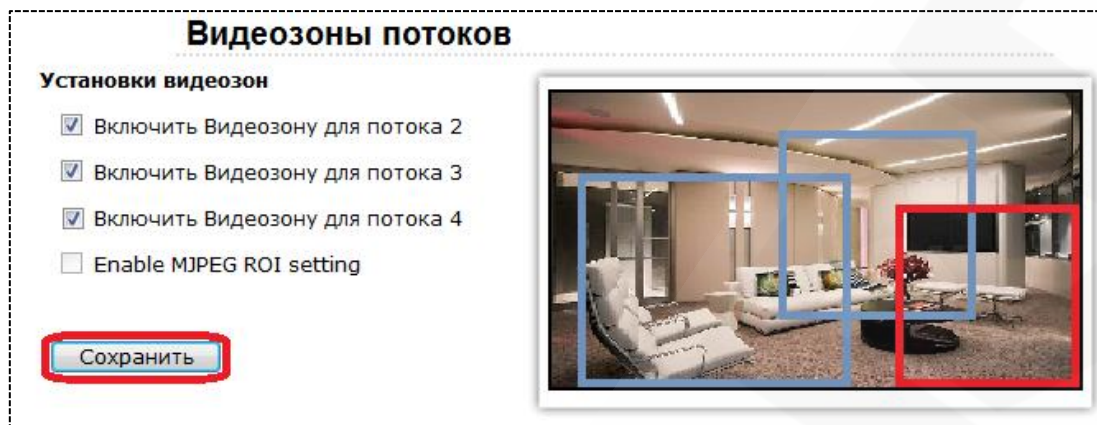 Видеозоны потоков
Установки видеозон
Включить Видеозону для потока 2
Включить Видеозону для потока 3
Включить Видеозону для потока 4
Enable MJPEG ROI setting
Сохранить